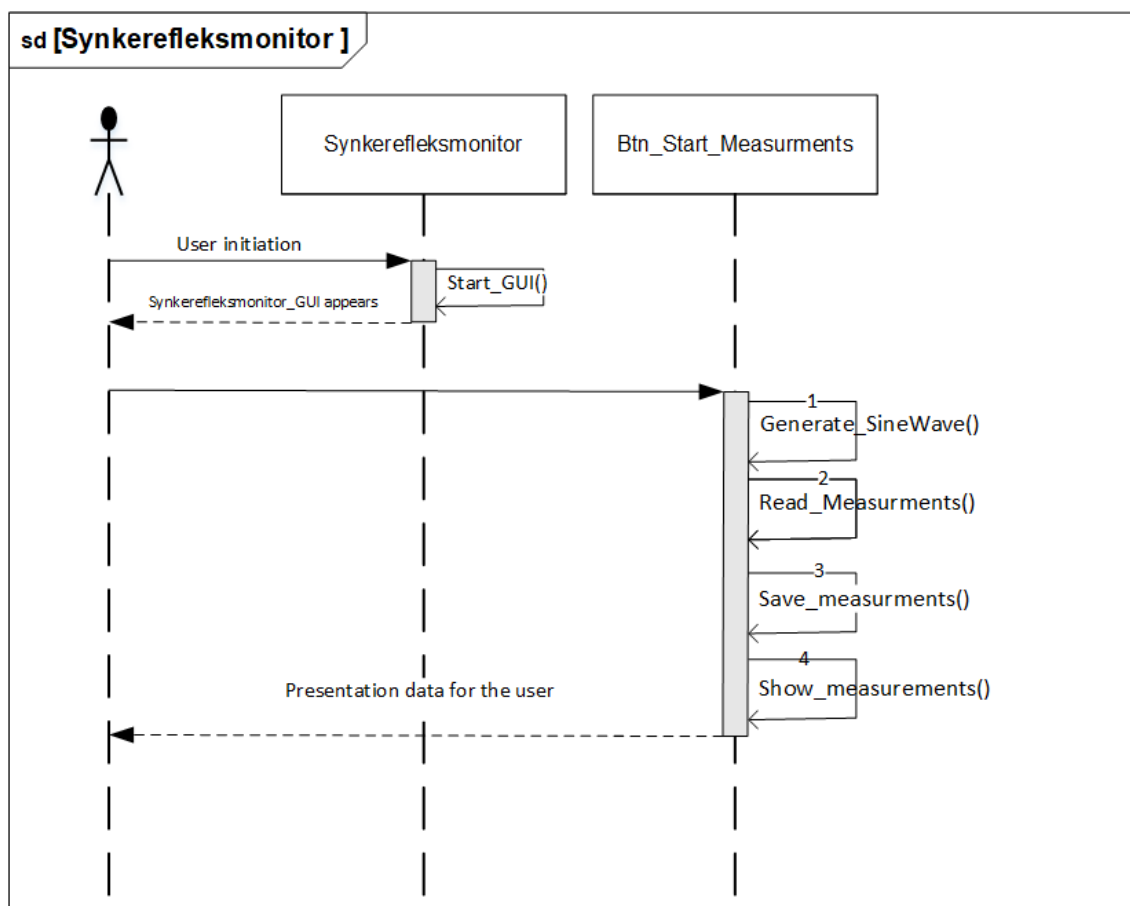 sd [Synkerefleksmonitor ]
Synkerefleksmonitor
Btn_Start_Measurments
User initiation
Start_GUI()
Synkerefleksmonitor_GUI appears
1
Generate_SineWave()
2
Read_Measurments()
3
Save_measurments()
4
Show_measurements()
Presentation data for the user